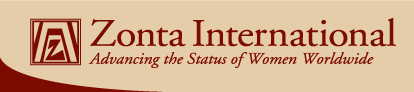 Zonta International
Advancing the Status of Women Worldwide